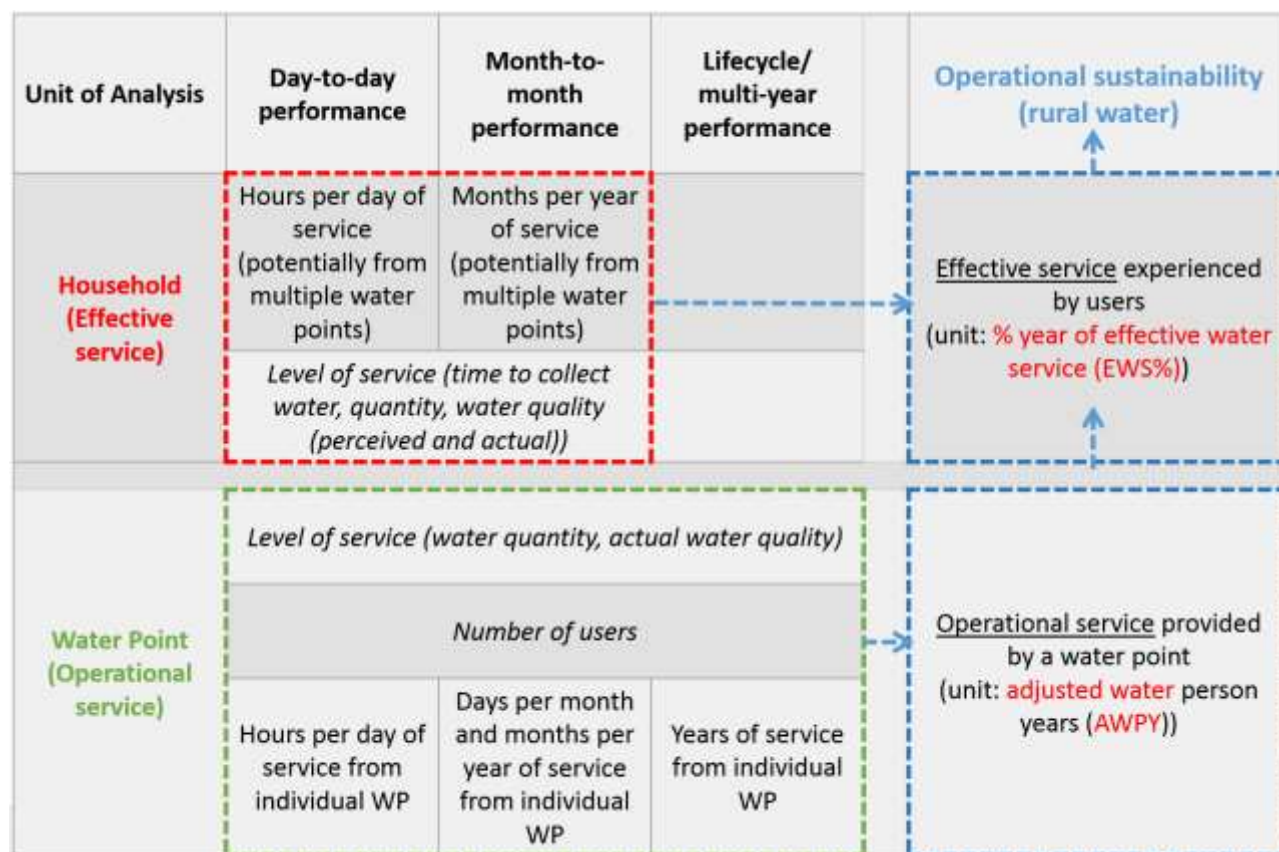 Unit of Analysis
Day-to-day
performance
Month-to-
month
performance
Lifecycle/
multi-year
performance
Operational sustainability
(rural water)
Household
(Effective
service)
Hours per day of
service
(potentially from
multiple water
points)
Months per year
of service
(potentially from
multiple water
points)
Level of service (time to collect
water, quantity, water quality
(perceived and actual))
Effective service experienced
by users
(unit: % year of effective water
service (EWS%))
Water Point
(Operational
service)
Level of service (water quantity, actual water quality)
Number of users
Hours per day of
service from
individual WP
Days per month
and months per
year of service
from individual
WP
Years of service
from individual
WP
Operational service provided
by a water point
(unit: adjusted water person
years (AWPY))